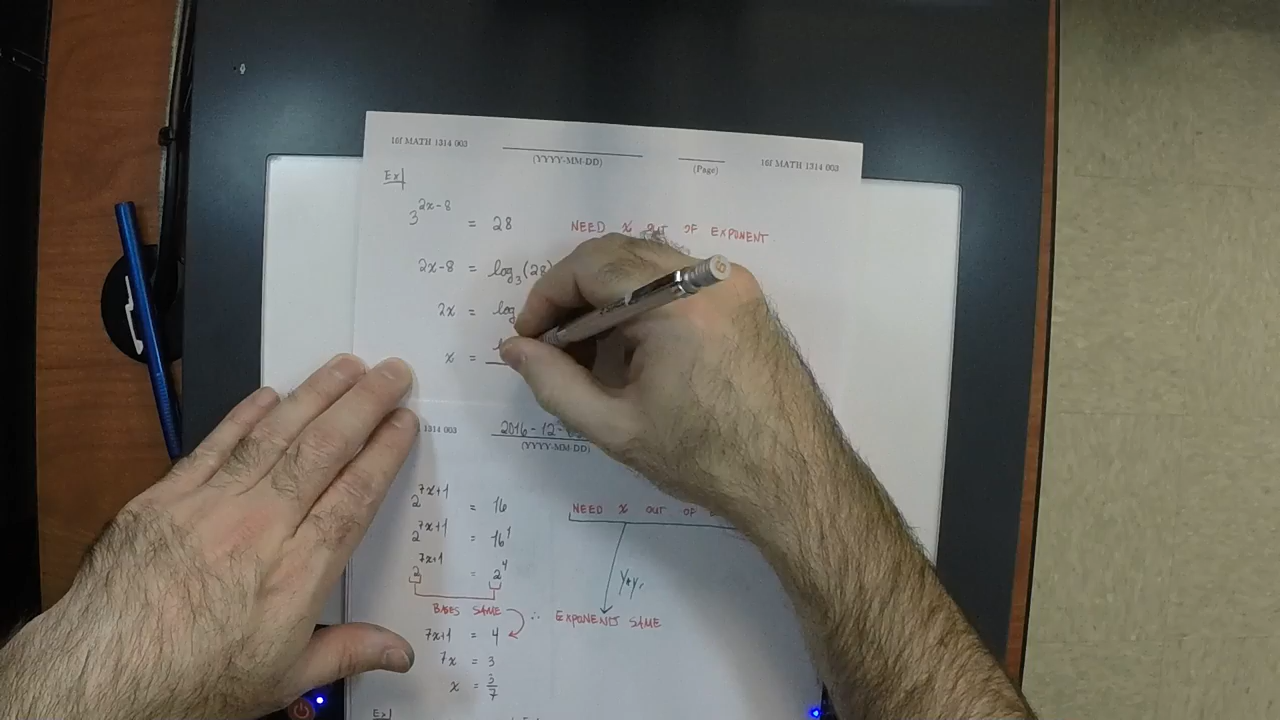 16f MATH 1314 003 (YYYY-MM-DD) (Page) 16f MATH 1314 003
Ex|
3^{2x-8} = 28 NEED x OUT OF EXPONENT
2x-8 = log_3(28)
2x = log
x =
1314 003 2016-12- (YYYY-MM-DD)
2^{7x+1} = 16 NEED x OUT OF
2^{7x+1} = 16^1
2^{7x+1} = 2^4
BASES SAME ∴ EXPONENTS SAME
7x+1 = 4
7x = 3
x = 3/7
Ex|